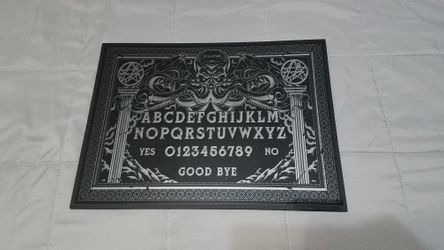 ABCDEFGHIJKLM
NOPQRSTUVWXYZ
YES 0123456789 NO
GOOD BYE